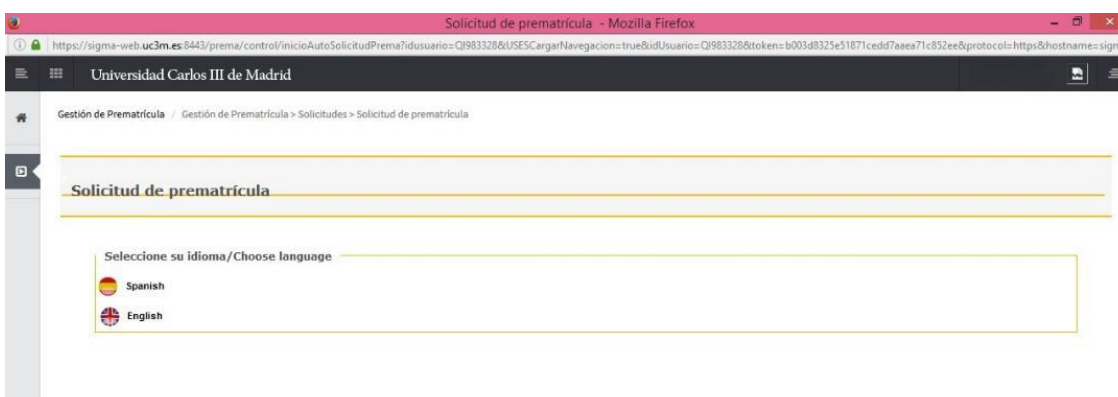 Solicitud de prematrícula - Mozilla Firefox
https://sigma-web.uc3m.es:8443/prema/control/inicioAutoSolicitudPrema?idusuario=QI983328&USESCargarNavegacion=true&idUsuario=QI983328&token=b003d8325e51871cedd7aaea71c852ee&protocol=https&hostname=sign
Universidad Carlos III de Madrid
Gestión de Prematrícula / Gestión de Prematrícula > Solicitudes > Solicitud de prematrícula
Solicitud de prematrícula
Seleccione su idioma/Choose language
Spanish
English